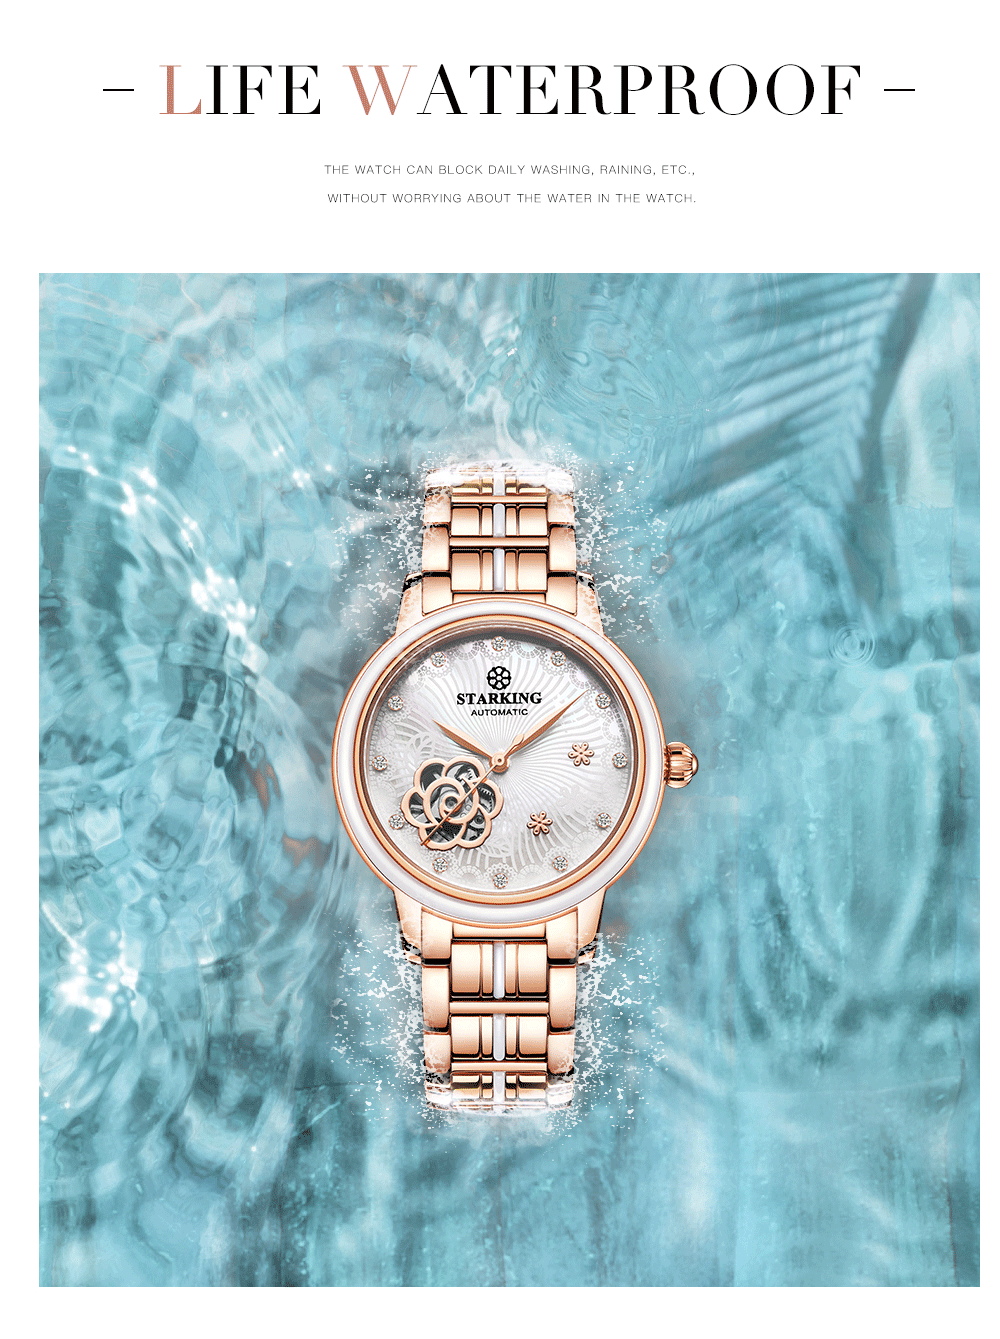 LIFE WATERPROOF
THE WATCH CAN BLOCK DAILY WASHING, RAINING, ETC.,
WITHOUT WORRYING ABOUT THE WATER IN THE WATCH.
STARKING
AUTOMATIC